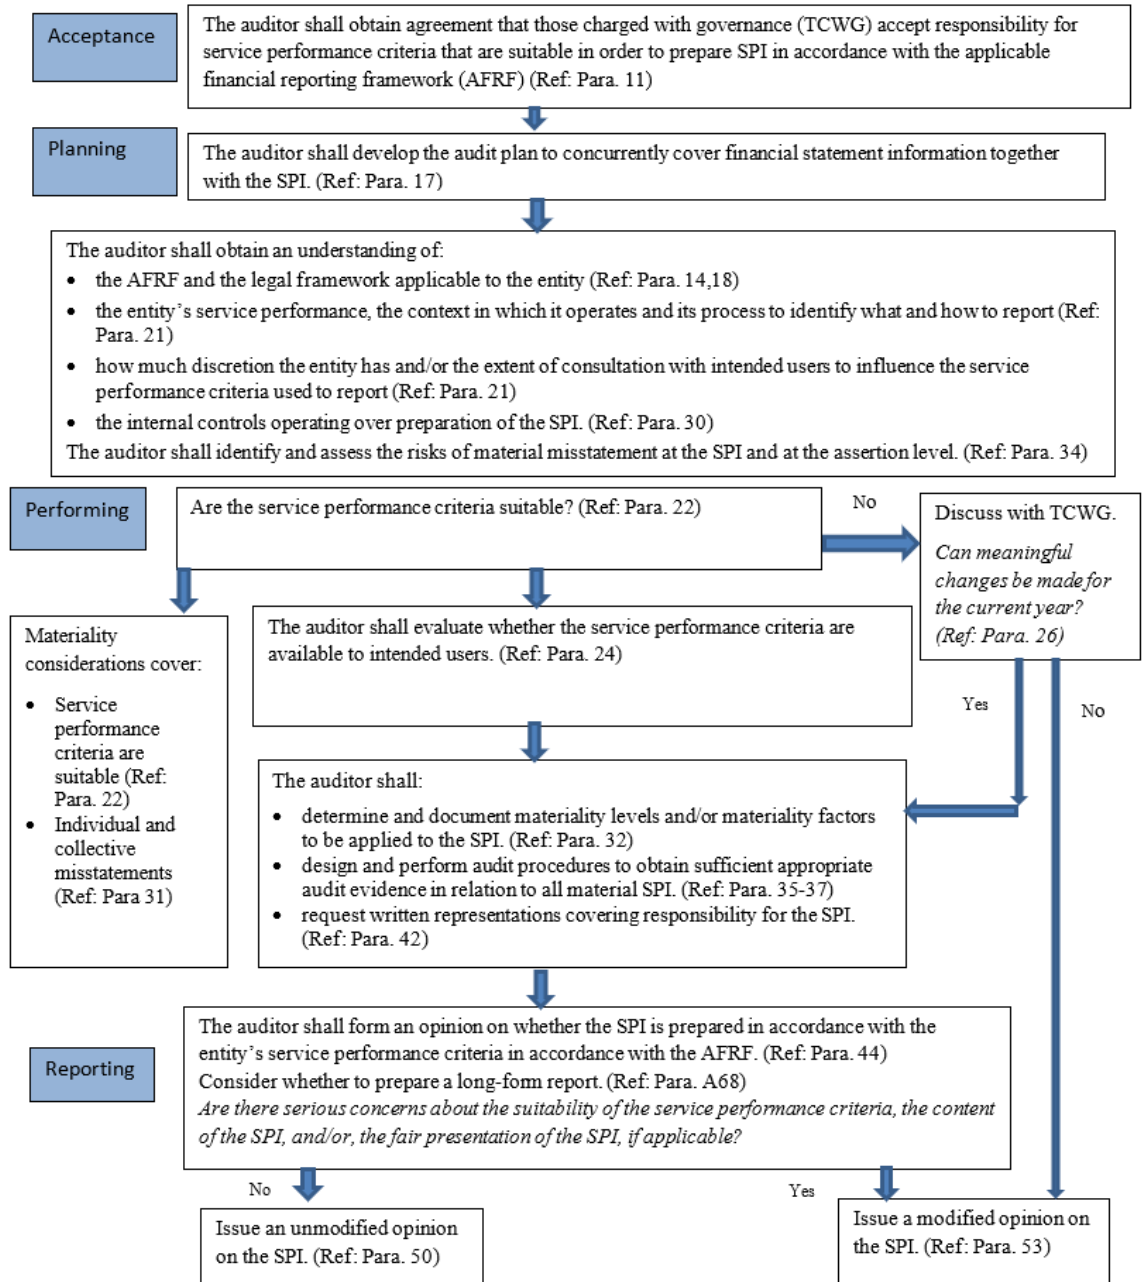 Acceptance
The auditor shall obtain agreement that those charged with governance (TCWG) accept responsibility for
service performance criteria that are suitable in order to prepare SPI in accordance with the applicable
financial reporting framework (AFRF) (Ref: Para. 11)
Planning
The auditor shall develop the audit plan to concurrently cover financial statement information together
with the SPI. (Ref: Para. 17)
The auditor shall obtain an understanding of:
• the AFRF and the legal framework applicable to the entity (Ref: Para. 14,18)
• the entity’s service performance, the context in which it operates and its process to identify what and how to report (Ref:
Para. 21)
• how much discretion the entity has and/or the extent of consultation with intended users to influence the service
performance criteria used to report (Ref: Para. 21)
• the internal controls operating over preparation of the SPI. (Ref: Para. 30)
The auditor shall identify and assess the risks of material misstatement at the SPI and at the assertion level. (Ref: Para. 34)
Performing
Are the service performance criteria suitable? (Ref: Para. 22)
No
Discuss with TCWG.
Can meaningful
changes be made for
the current year?
(Ref: Para. 26)
Materiality
considerations cover:
• Service
performance
criteria are
suitable (Ref:
Para. 22)
• Individual and
collective
misstatements
(Ref: Para 31)
The auditor shall evaluate whether the service performance criteria are
available to intended users. (Ref: Para. 24)
Yes
No
The auditor shall:
• determine and document materiality levels and/or materiality factors
to be applied to the SPI. (Ref: Para. 32)
• design and perform audit procedures to obtain sufficient appropriate
audit evidence in relation to all material SPI. (Ref: Para. 35-37)
• request written representations covering responsibility for the SPI.
(Ref: Para. 42)
Reporting
The auditor shall form an opinion on whether the SPI is prepared in accordance with the
entity’s service performance criteria in accordance with the AFRF. (Ref: Para. 44)
Consider whether to prepare a long-form report. (Ref: Para. A68)
Are there serious concerns about the suitability of the service performance criteria, the content
of the SPI, and/or, the fair presentation of the SPI, if applicable?
No
Yes
Issue an unmodified opinion
on the SPI. (Ref: Para. 50)
Issue a modified opinion on
the SPI. (Ref: Para. 53)